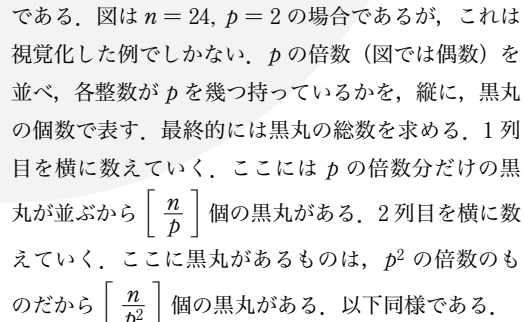 である．図は n = 24, p = 2 の場合であるが，これは
視覚化した例でしかない．p の倍数（図では偶数）を
並べ，各整数が p を幾つ持っているかを，縦に，黒丸
の個数で表す．最終的には黒丸の総数を求める．1 列
目を横に数えていく．ここには p の倍数分だけの黒
丸が並ぶから [n/p] 個の黒丸がある．2 列目を横に数
えていく．ここに黒丸があるものは，p² の倍数のも
のだから [n/p²] 個の黒丸がある．以下同様である．